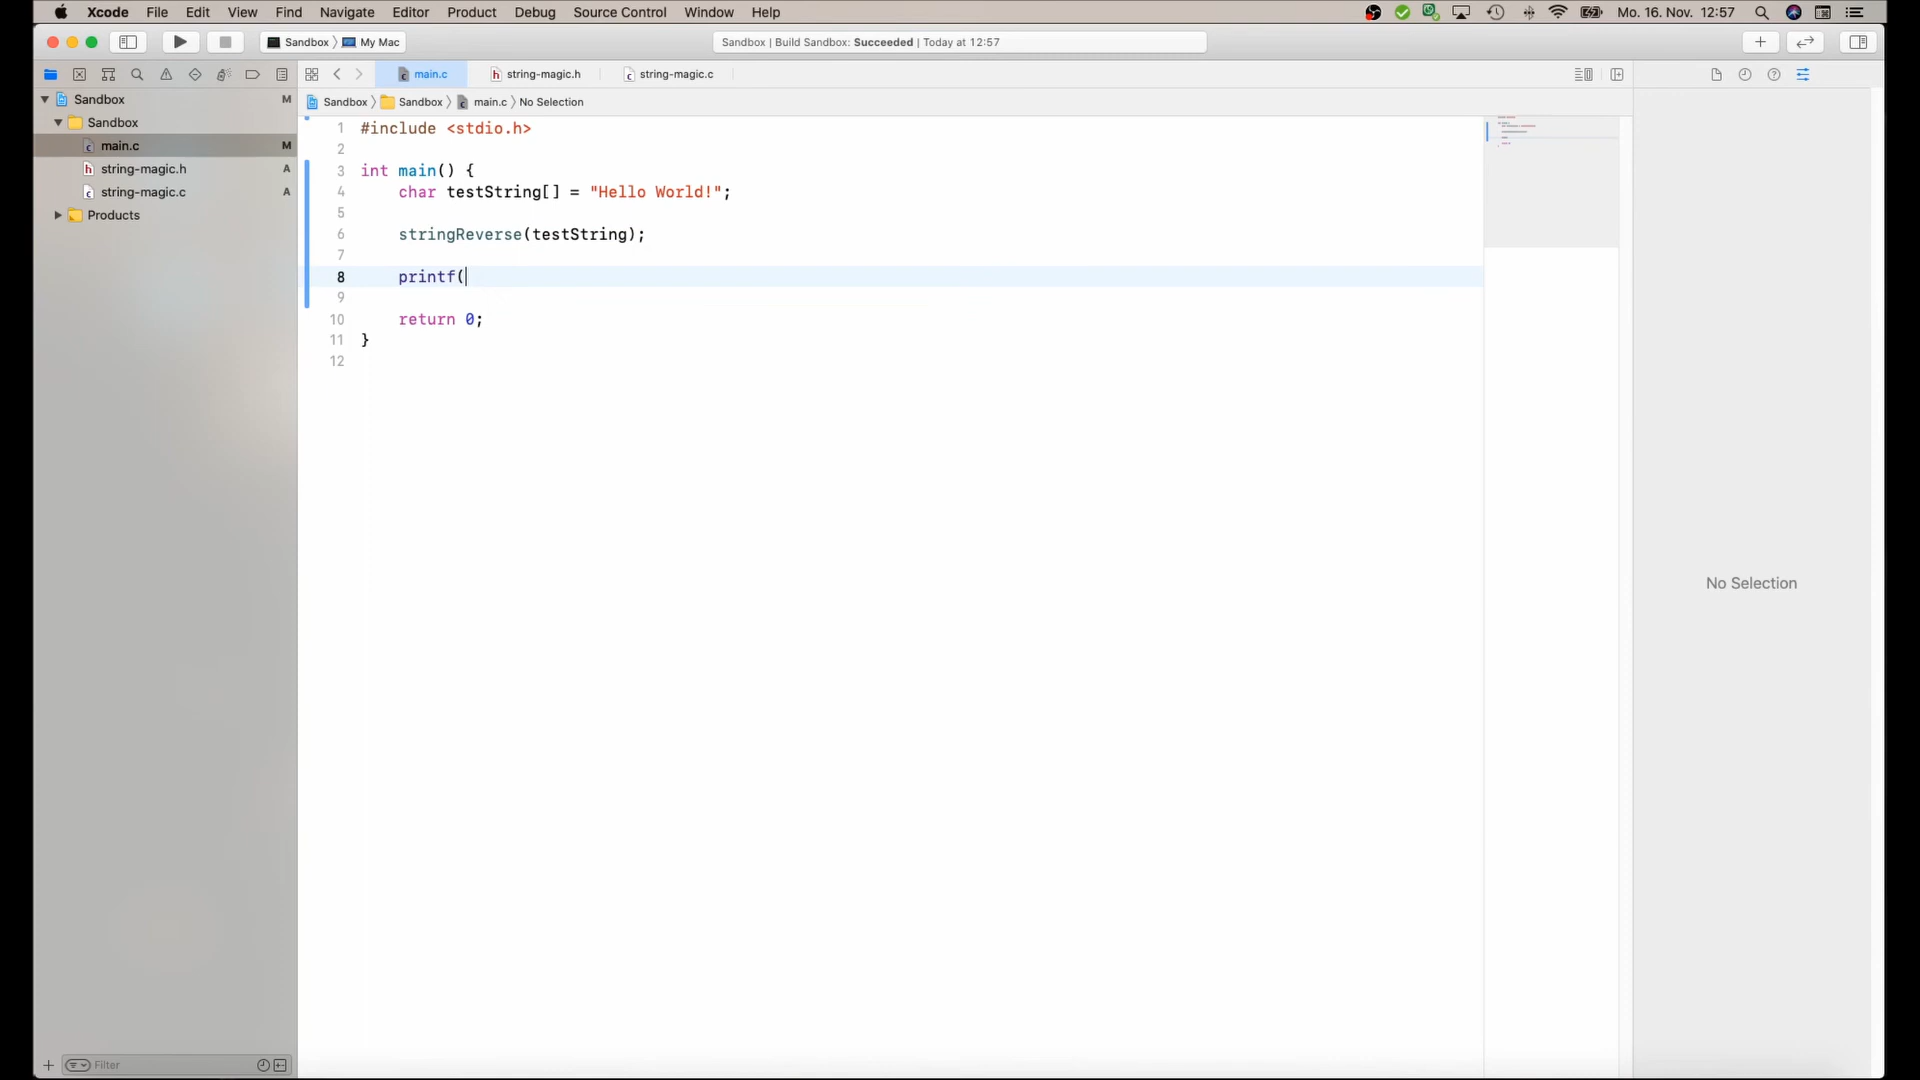 Xcode File Edit View Find Navigate Editor Product Debug Source Control Window Help Mo. 16. Nov. 12:57
Sandbox My Mac Sandbox | Build Sandbox: Succeeded | Today at 12:57
main.c string-magic.h string-magic.c
Sandbox M
Sandbox Sandbox main.c No Selection
Sandbox
main.c M
string-magic.h A
string-magic.c A
Products
1 #include <stdio.h>
2
3 int main() {
4 char testString[] = "Hello World!";
5
6 stringReverse(testString);
7
8 printf(
9
10 return 0;
11 }
12
No Selection
Filter